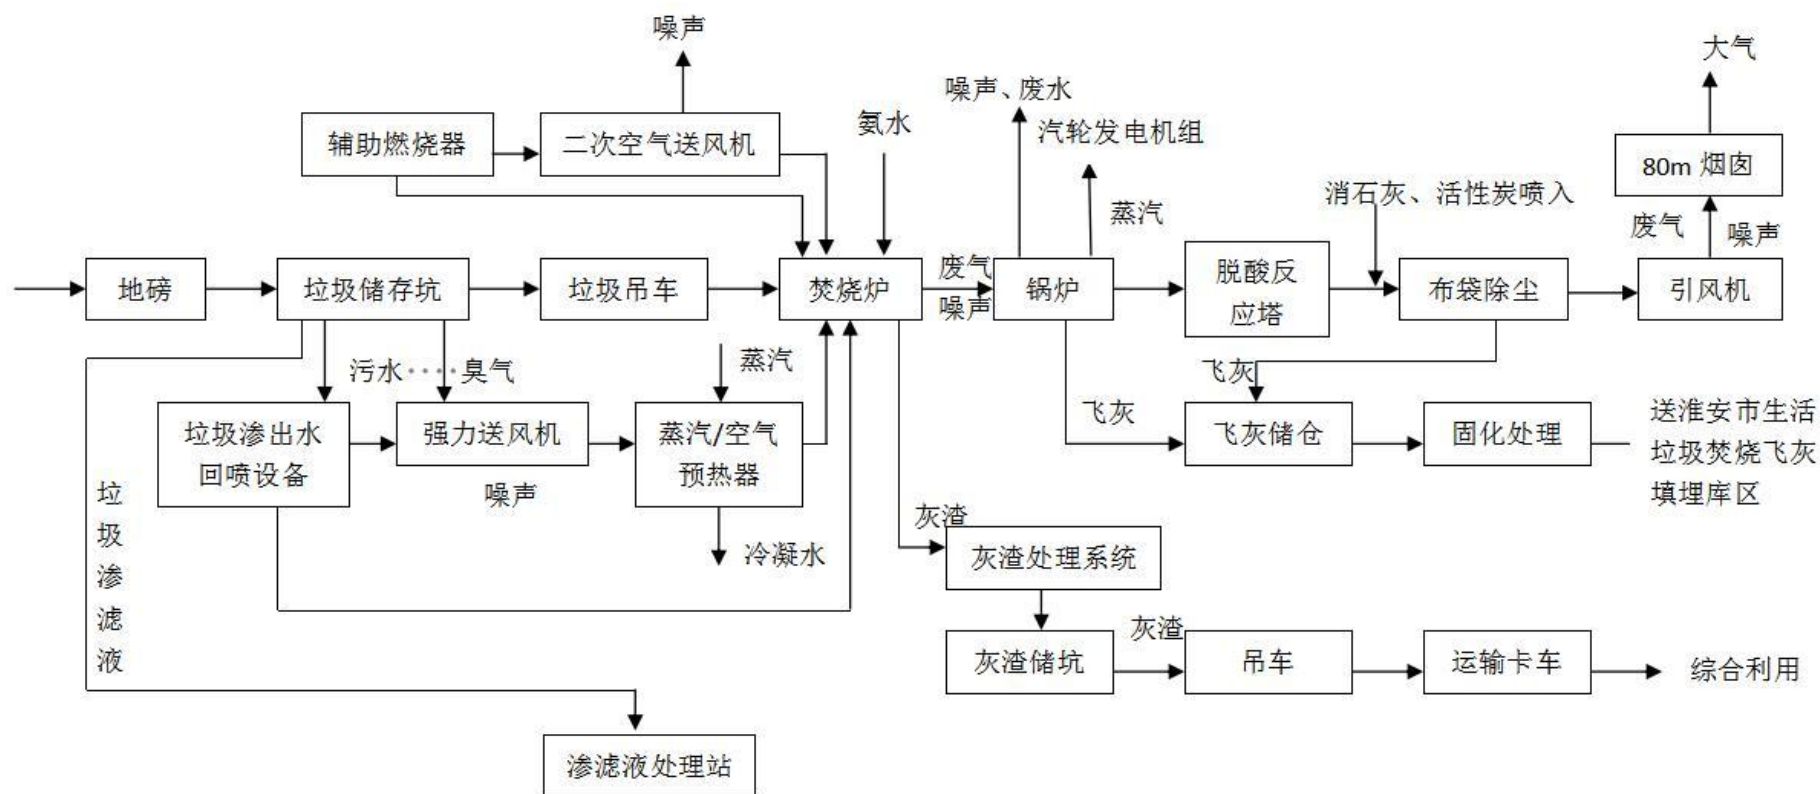 噪声
大气
噪声、废水
氨水
汽轮发电机组
辅助燃烧器
二次空气送风机
80m 烟囱
消石灰、活性炭喷入
蒸汽
废气
噪声
地磅
垃圾储存坑
垃圾吊车
焚烧炉
废气
噪声
锅炉
脱酸反
应塔
布袋除尘
引风机
污水····臭气
蒸汽
飞灰
垃圾渗出水
回喷设备
强力送风机
蒸汽/空气
预热器
飞灰
飞灰储仓
固化处理
送淮安市生活
垃圾焚烧飞灰
填埋库区
噪声
垃
圾
渗
滤
液
冷凝水
灰渣
灰渣处理系统
灰渣
灰渣储坑
吊车
运输卡车
综合利用
渗滤液处理站